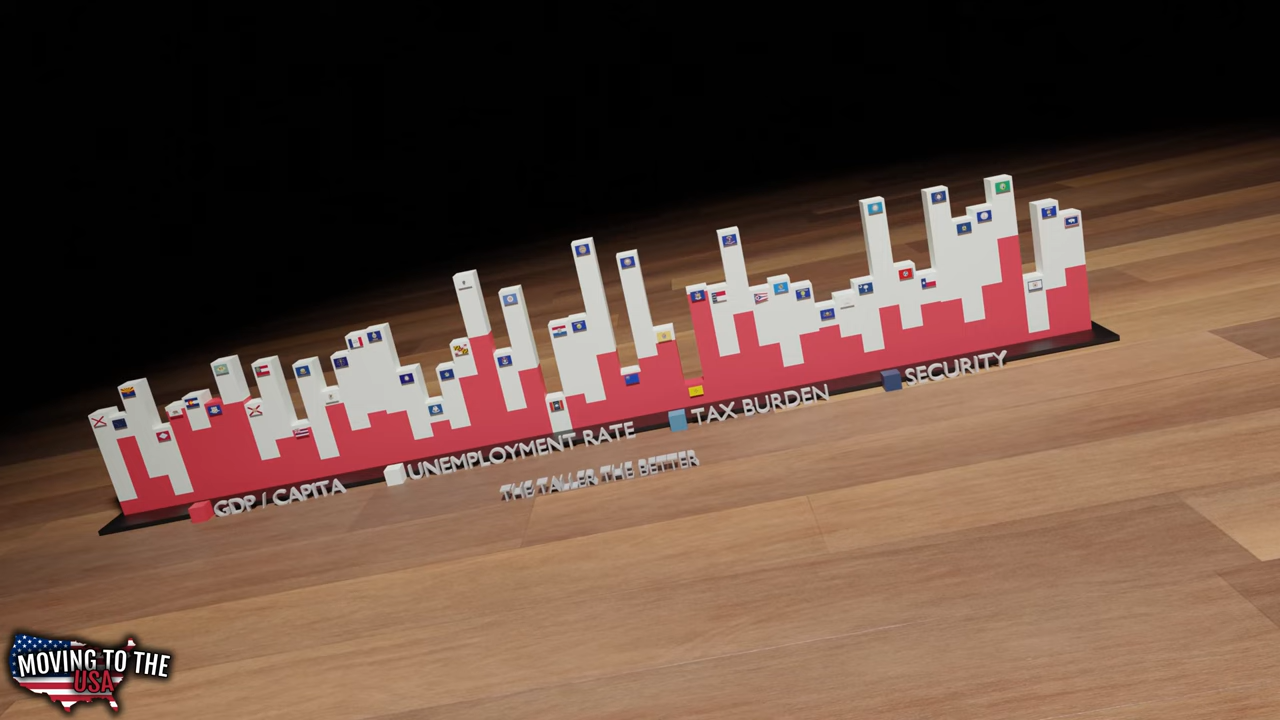 GDP / CAPITA
UNEMPLOYMENT RATE
TAX BURDEN
SECURITY
THE TALLER THE BETTER
MOVING TO THE
USA